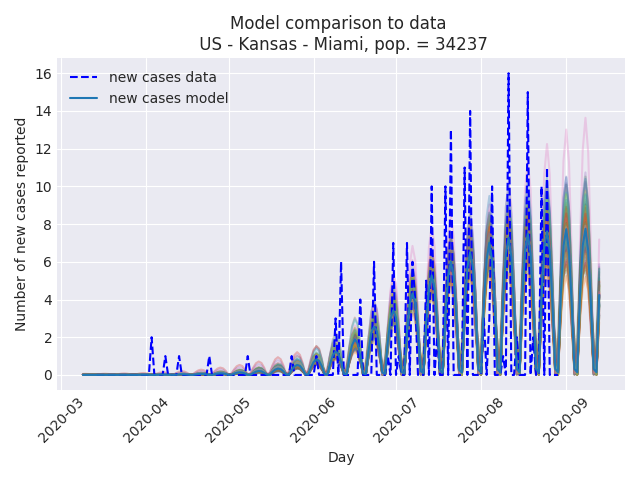 Model comparison to data
US - Kansas - Miami, pop. = 34237
new cases data
new cases model
Number of new cases reported
16
14
12
10
8
6
4
2
0
2020-03
2020-04
2020-05
2020-06
2020-07
2020-08
2020-09
Day